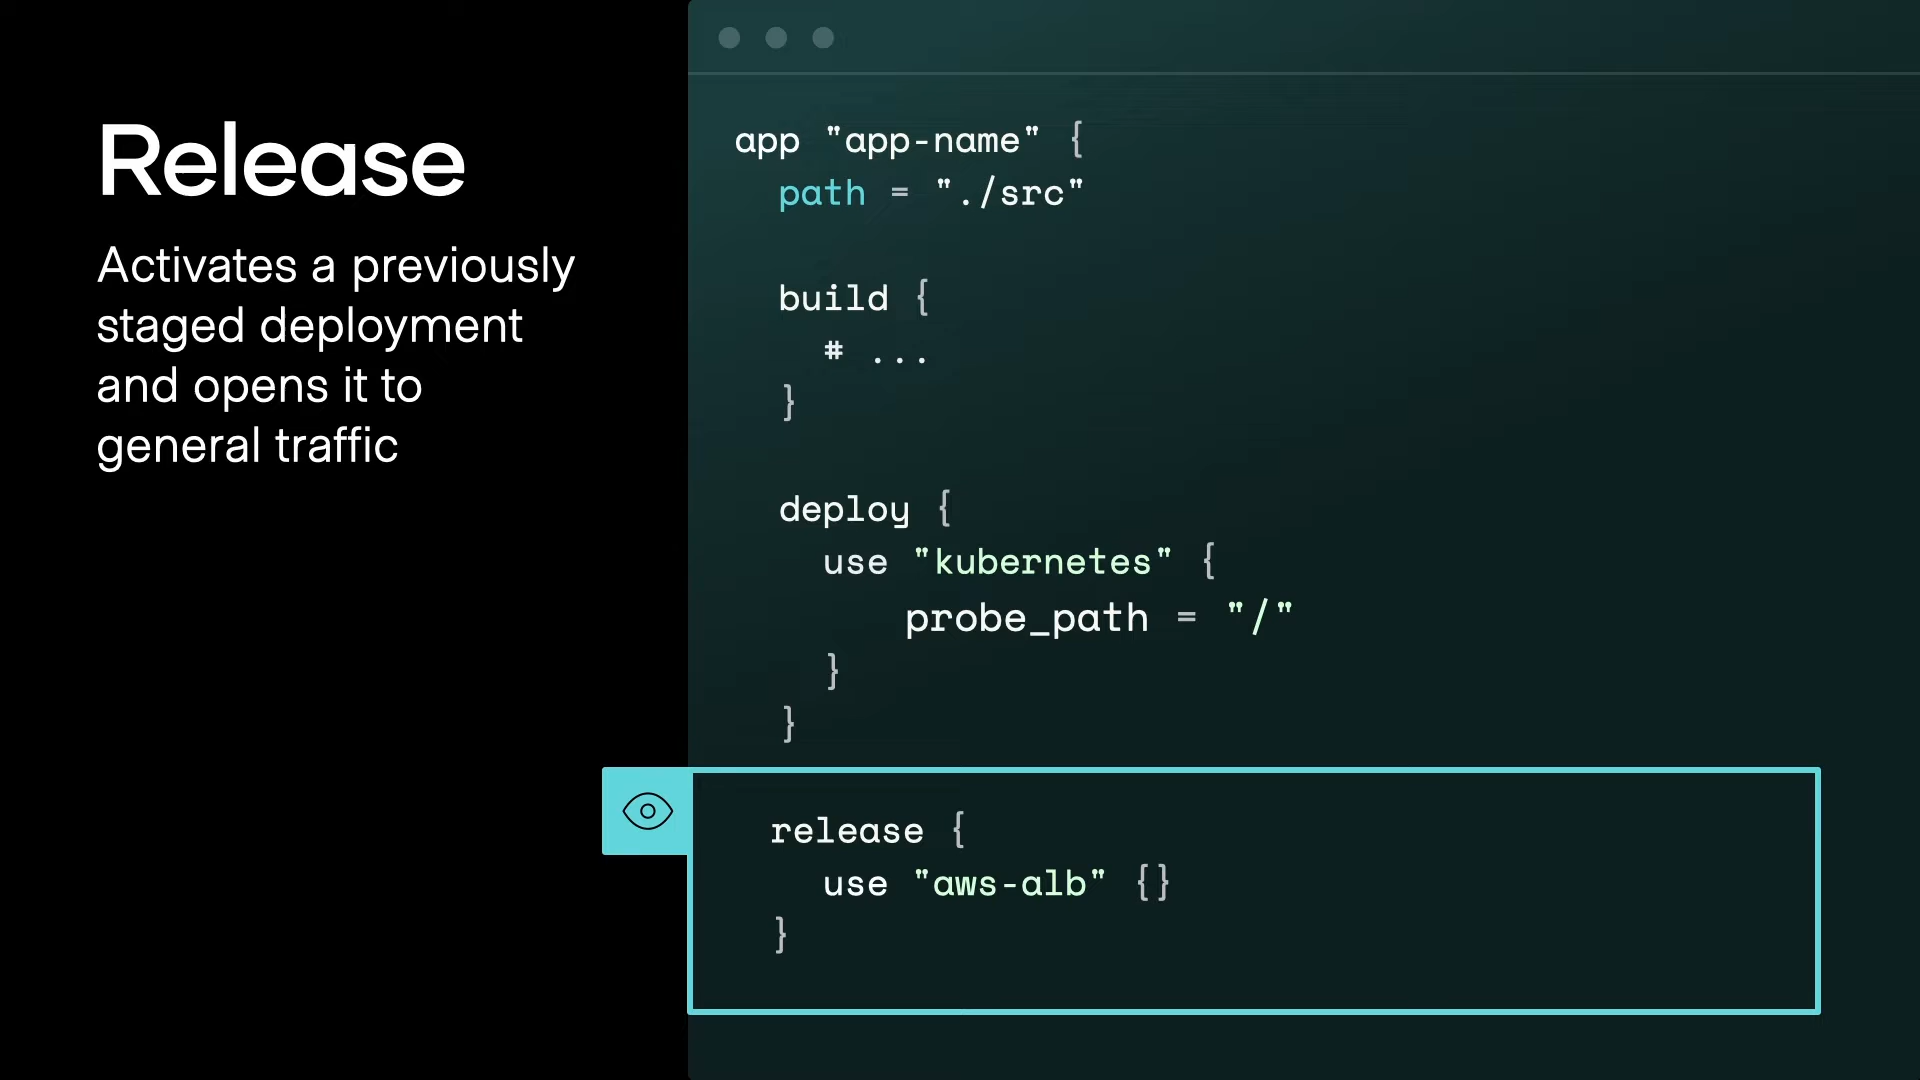 Release
Activates a previously
staged deployment
and opens it to
general traffic
app "app-name" {
path = "./src"
build {
# ...
}
deploy {
use "kubernetes" {
probe_path = "/"
}
}
release {
use "aws-alb" {}
}